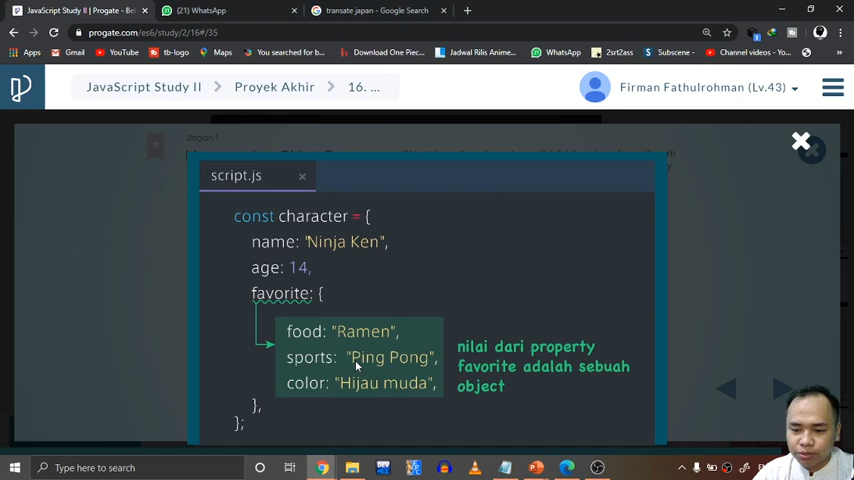 JavaScript Study II | Progate - Bel
(21) WhatsApp
transate japan - Google Search
progate.com/es6/study/2/16#/35
Apps
Gmail
YouTube
tb-logo
Maps
You searched for b...
Download One Piec...
Jadwal Rilis Anime...
WhatsApp
2srt2ass
Subscene -
Channel videos - Yo...
JavaScript Study II
Proyek Akhir
16. ...
Firman Fathulrohman (Lv.43)
Bagian 1
script.js
const character = {
name: "Ninja Ken",
age: 14,
favorite: {
food: "Ramen",
sports: "Ping Pong",
color: "Hijau muda",
},
};
nilai dari property
favorite adalah sebuah
object
Type here to search